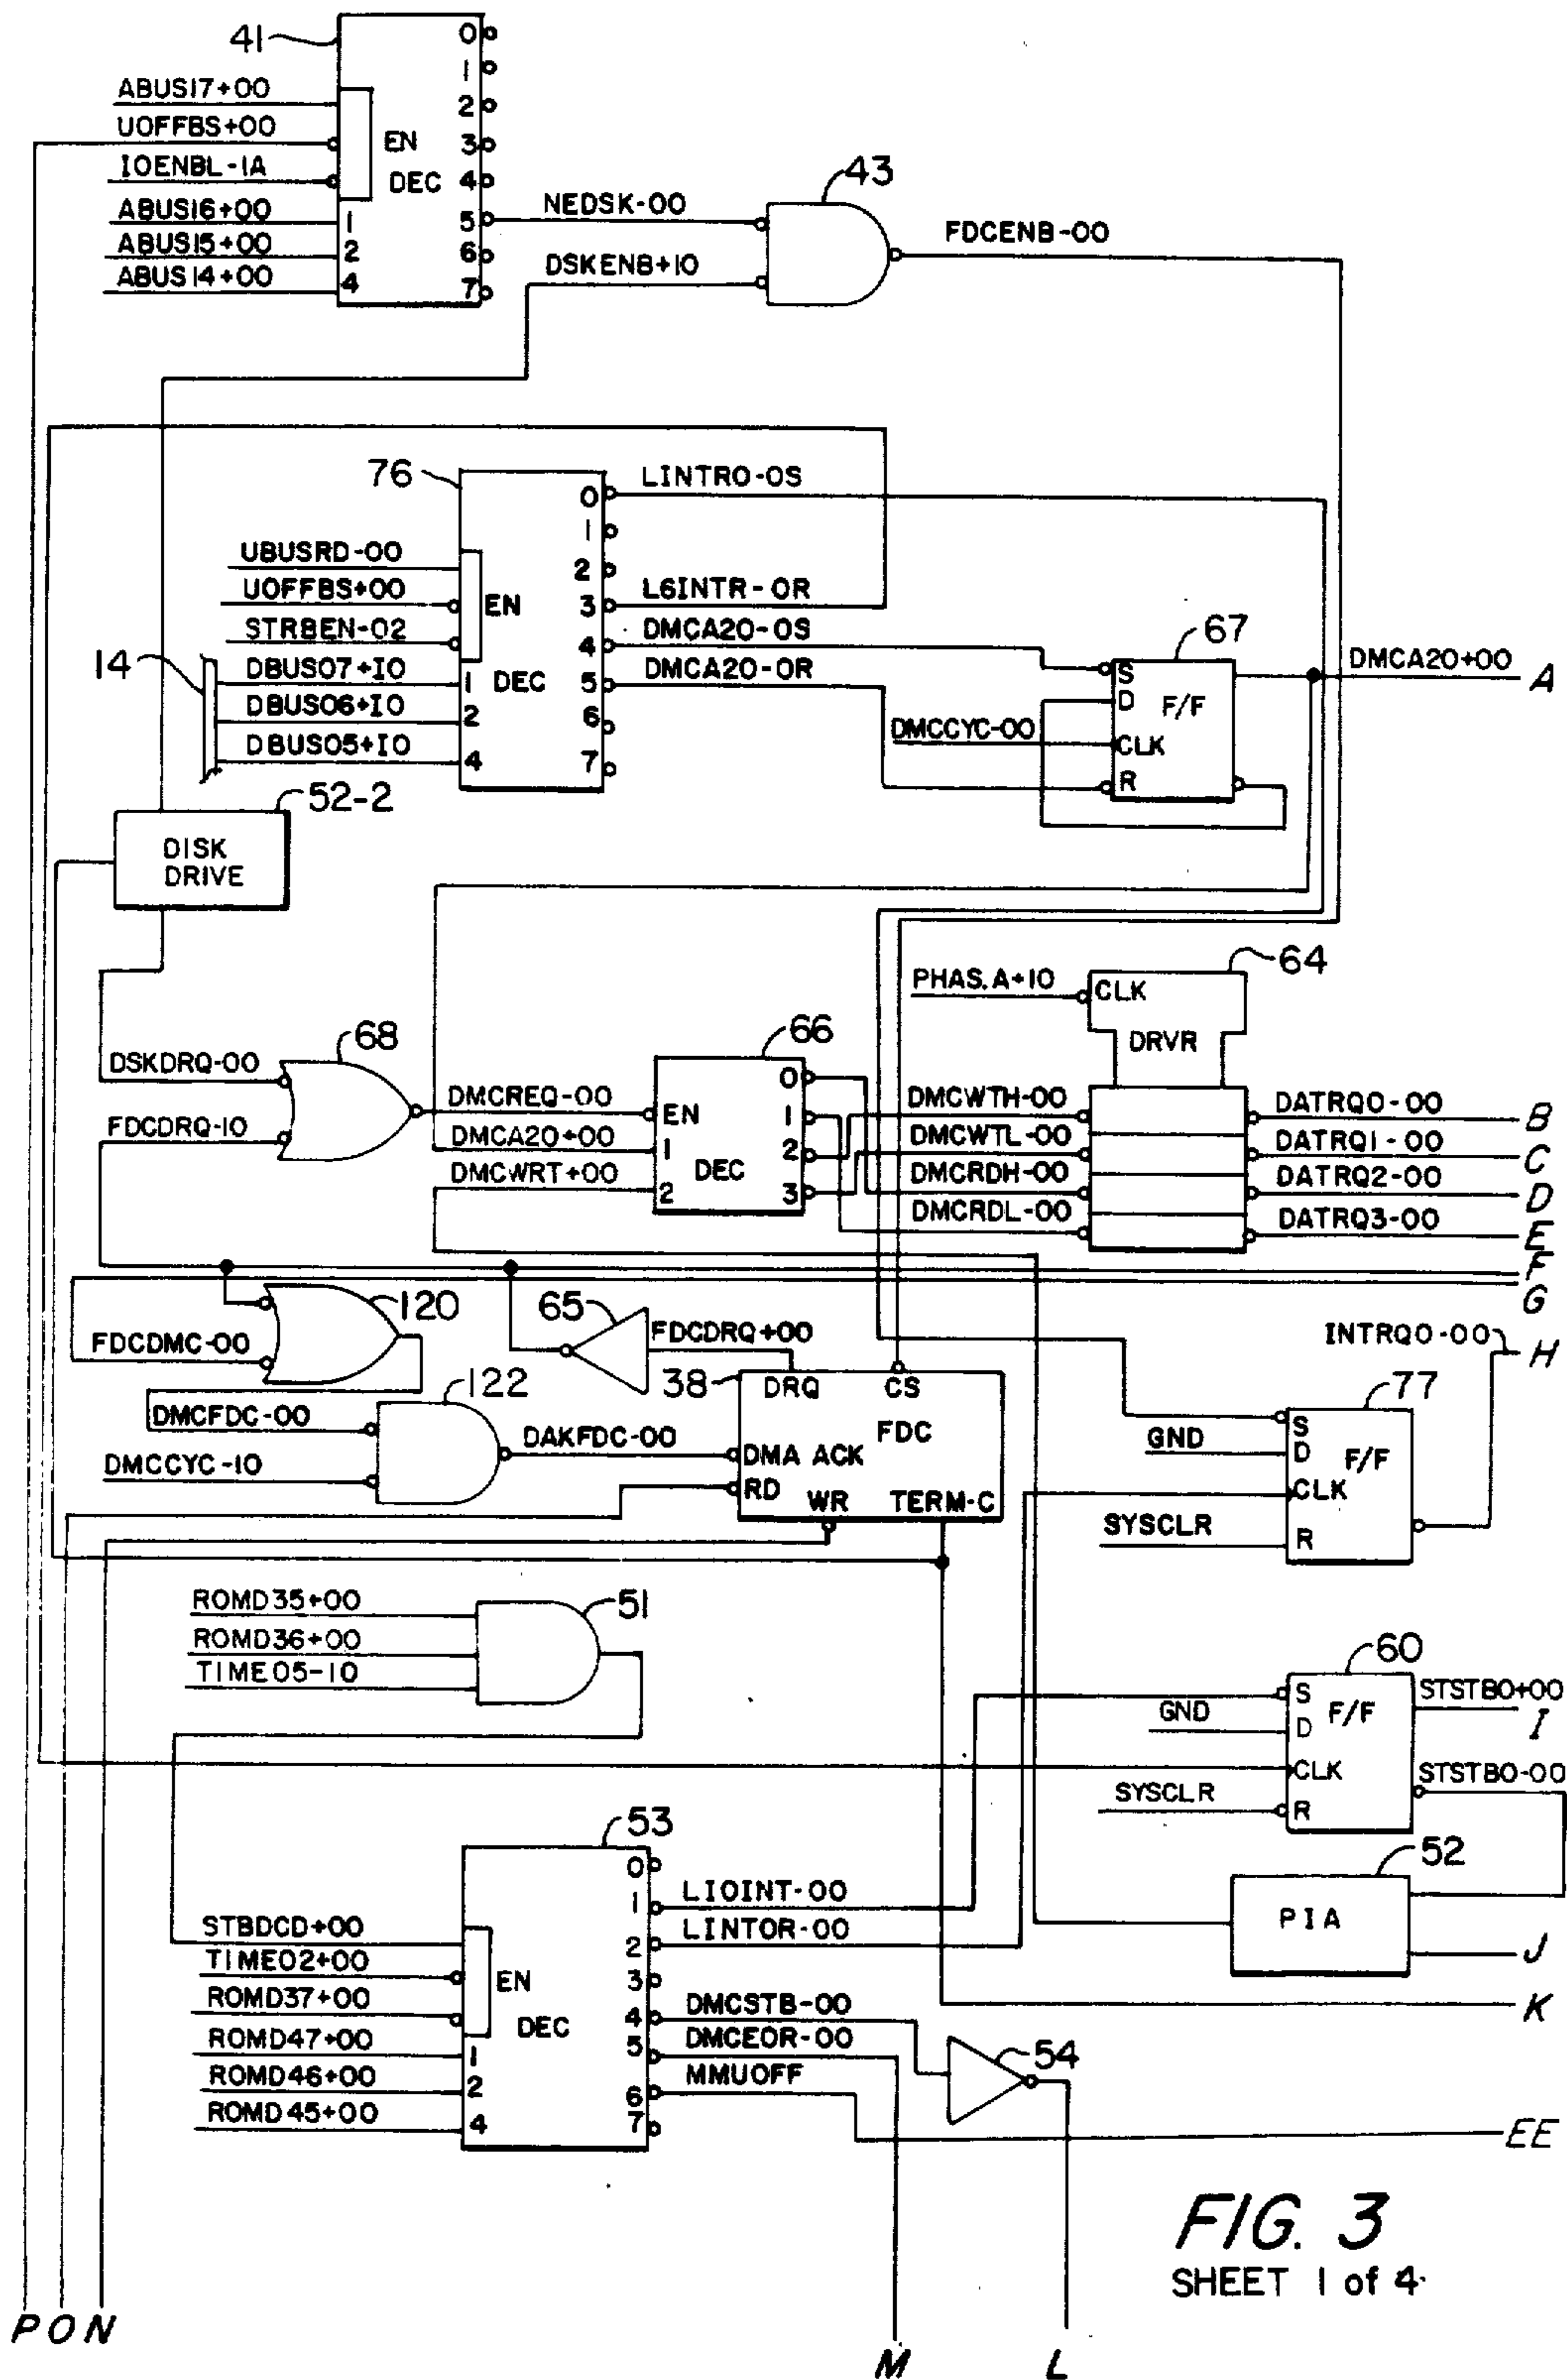 41
0
1
ABUS17+00
2
UOFFBS+00
EN
3
IOENBL-1A
DEC
4
43
ABUS16+00
1
5
NEDSK-00
ABUS15+00
2
6
FDCENB-00
ABUS14+00
4
7
DSKENB+10
76
0
LINTRO-0S
1
UBUSRD-00
2
UOFFBS+00
EN
3
L6INTR-0R
STRBEN-02
4
DMCA20-0S
67
14
DBUS07+10
1
DEC
5
DMCA20-0R
S
DMCA20+00
A
DBUS06+10
2
6
D
F/F
DBUS05+10
4
7
DMCCYC-00
CLK
R
52-2
DISK
DRIVE
64
PHAS.A+10
CLK
DRVR
68
66
DSKDRQ-00
0
DMCREQ-00
EN
1
DMCWTH-00
DATRQ0-00
B
FDCDRQ-10
DMCA20+00
1
2
DMCWTL-00
DATRQ1-00
C
DMCWRT+00
2
DEC
3
DMCRDH-00
DATRQ2-00
D
DMCRDL-00
DATRQ3-00
E
F
G
120
65
FDCDRQ+00
FDCDMC-00
INTRQ0-00
H
122
38
DRQ
CS
77
DMCFDC-00
FDC
S
DAKFDC-00
DMA ACK
GND
D
F/F
DMCCYC-10
RD
CLK
WR
TERM-C
SYSCLR
R
ROMD35+00
51
ROMD36+00
TIME05-10
60
S
STSTB0+00
GND
D
F/F
I
CLK
STSTB0-00
SYSCLR
R
53
0
52
1
LIOINT-00
STBDCD+00
2
LINTOR-00
PIA
TIME02+00
EN
3
J
ROMD37+00
DEC
4
DMCSTB-00
K
ROMD47+00
1
5
DMCEOR-00
54
ROMD46+00
2
6
MMUOFF
ROMD45+00
4
7
EE
FIG. 3
SHEET 1 of 4
P O N
M
L